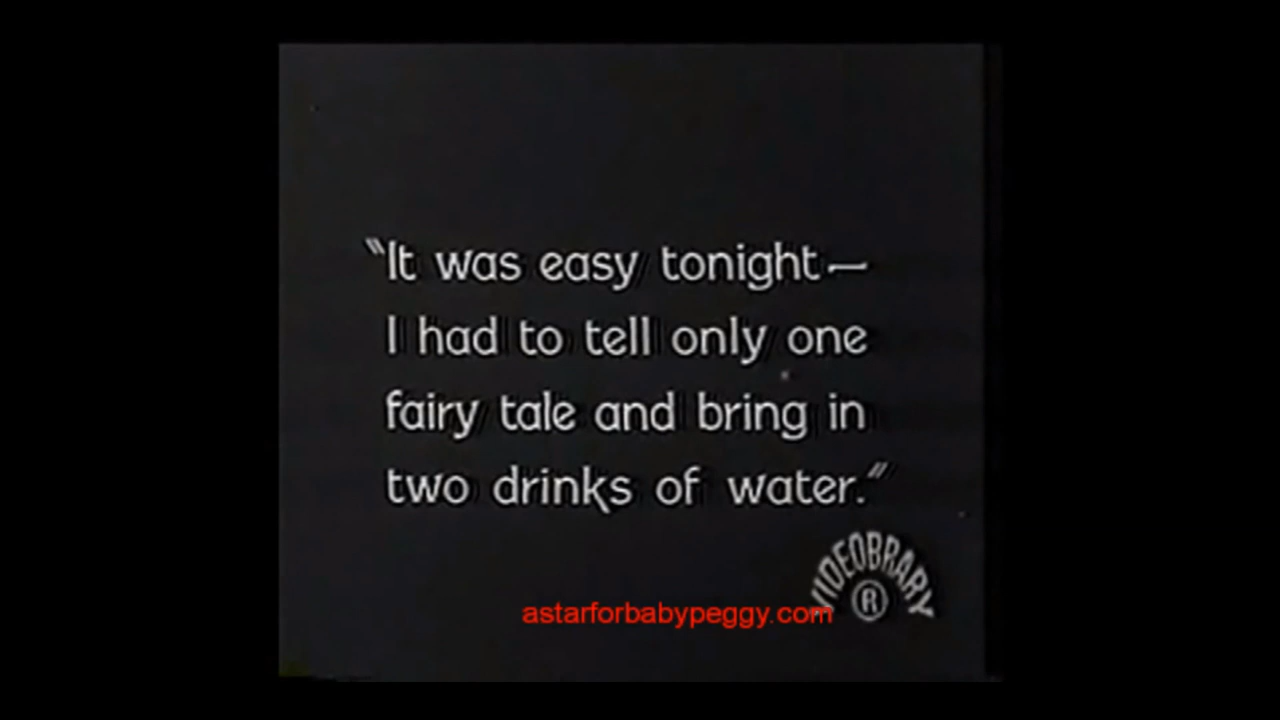 "It was easy tonight—
I had to tell only one
fairy tale and bring in
two drinks of water."
VIDEOBRARY
®
astarforbabypeggy.com